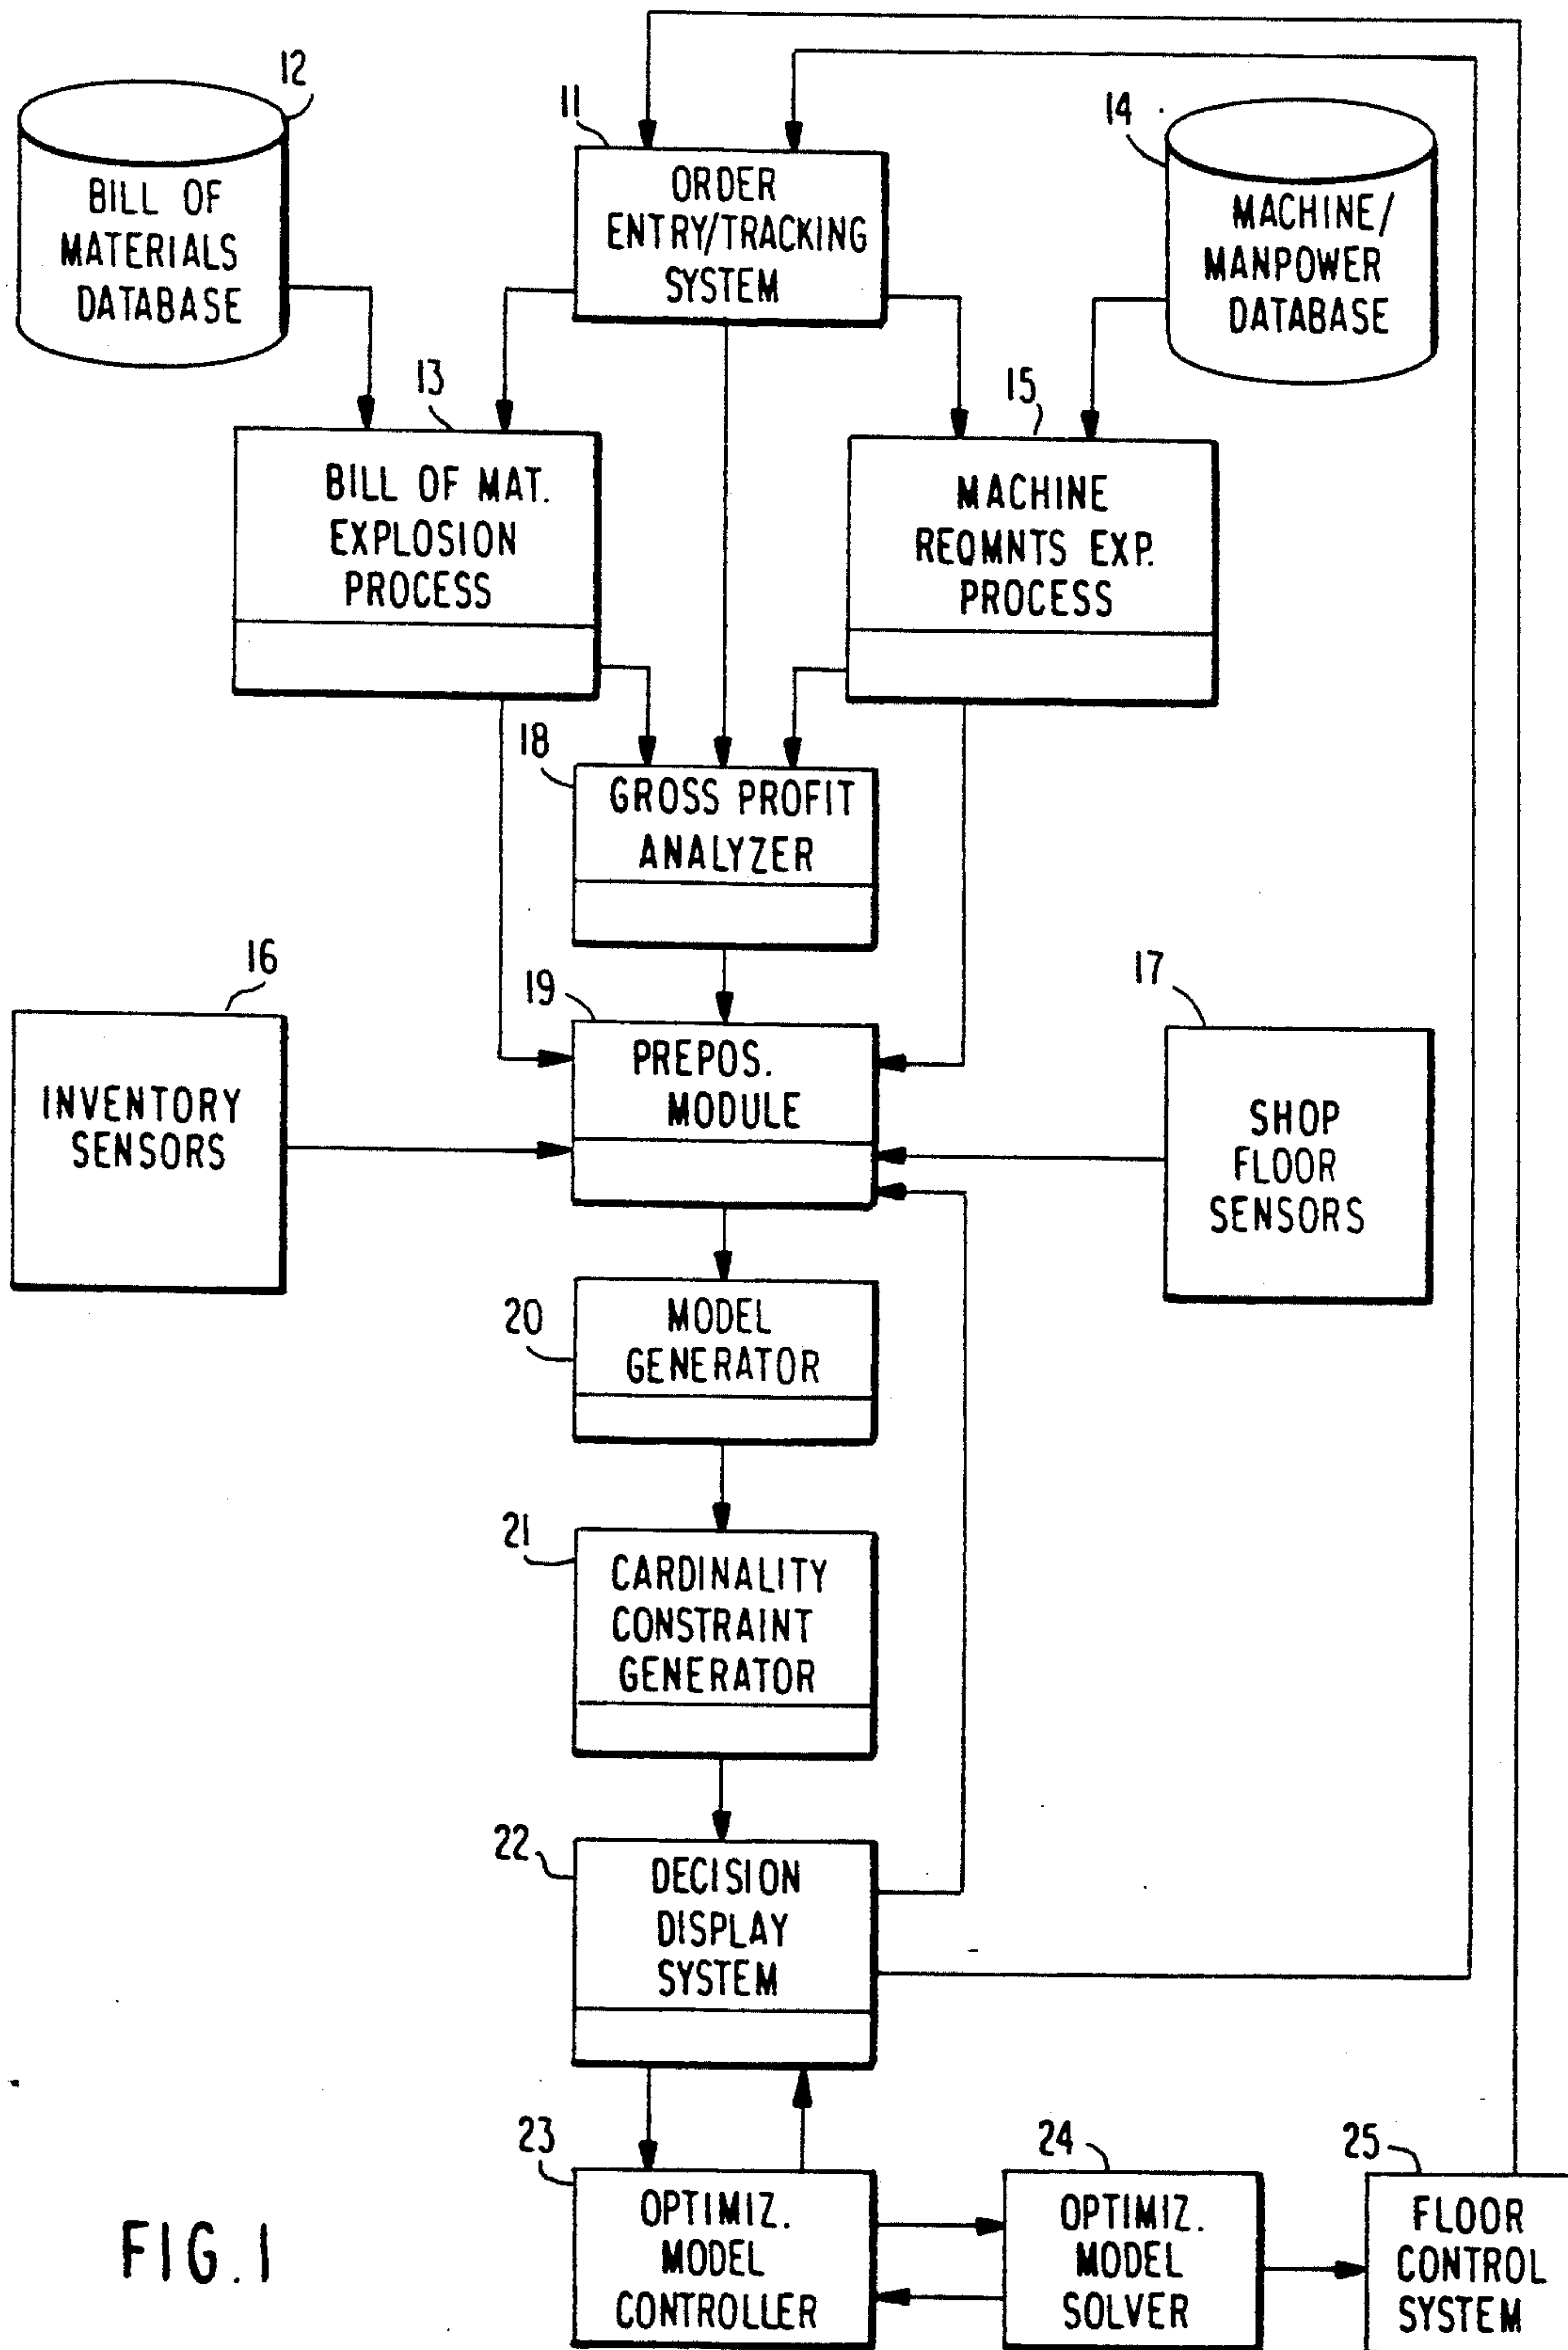 12
BILL OF
MATERIALS
DATABASE
11
ORDER
ENTRY/TRACKING
SYSTEM
14
MACHINE/
MANPOWER
DATABASE
13
BILL OF MAT.
EXPLOSION
PROCESS
15
MACHINE
REQMNTS EXP.
PROCESS
18
GROSS PROFIT
ANALYZER
16
INVENTORY
SENSORS
19
PREPOS.
MODULE
17
SHOP
FLOOR
SENSORS
20
MODEL
GENERATOR
21
CARDINALITY
CONSTRAINT
GENERATOR
22
DECISION
DISPLAY
SYSTEM
23
OPTIMIZ.
MODEL
CONTROLLER
24
OPTIMIZ.
MODEL
SOLVER
25
FLOOR
CONTROL
SYSTEM
FIG. 1